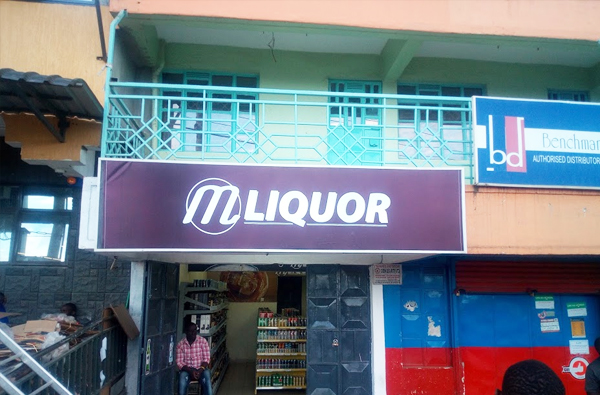 m LIQUOR
bd
Benchmar
AUTHORISED DISTRIBUTOR